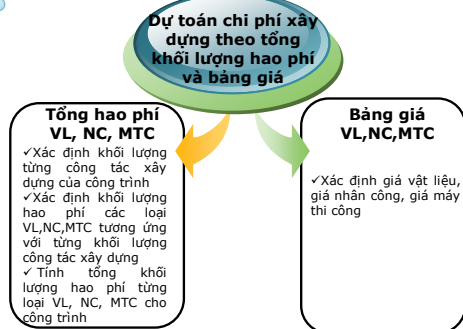 Dự toán chi phí xây
dựng theo tổng
khối lượng hao phí
và bảng giá
Tổng hao phí
VL, NC, MTC
✓Xác định khối lượng
từng công tác xây
dựng của công trình
✓Xác định khối lượng
hao phí các loại
VL,NC,MTC tương ứng
với từng khối lượng
công tác xây dựng
✓ Tính tổng khối
lượng hao phí từng
loại VL, NC, MTC cho
công trình
Bảng giá
VL,NC,MTC
✓Xác định giá vật liệu,
giá nhân công, giá máy
thi công